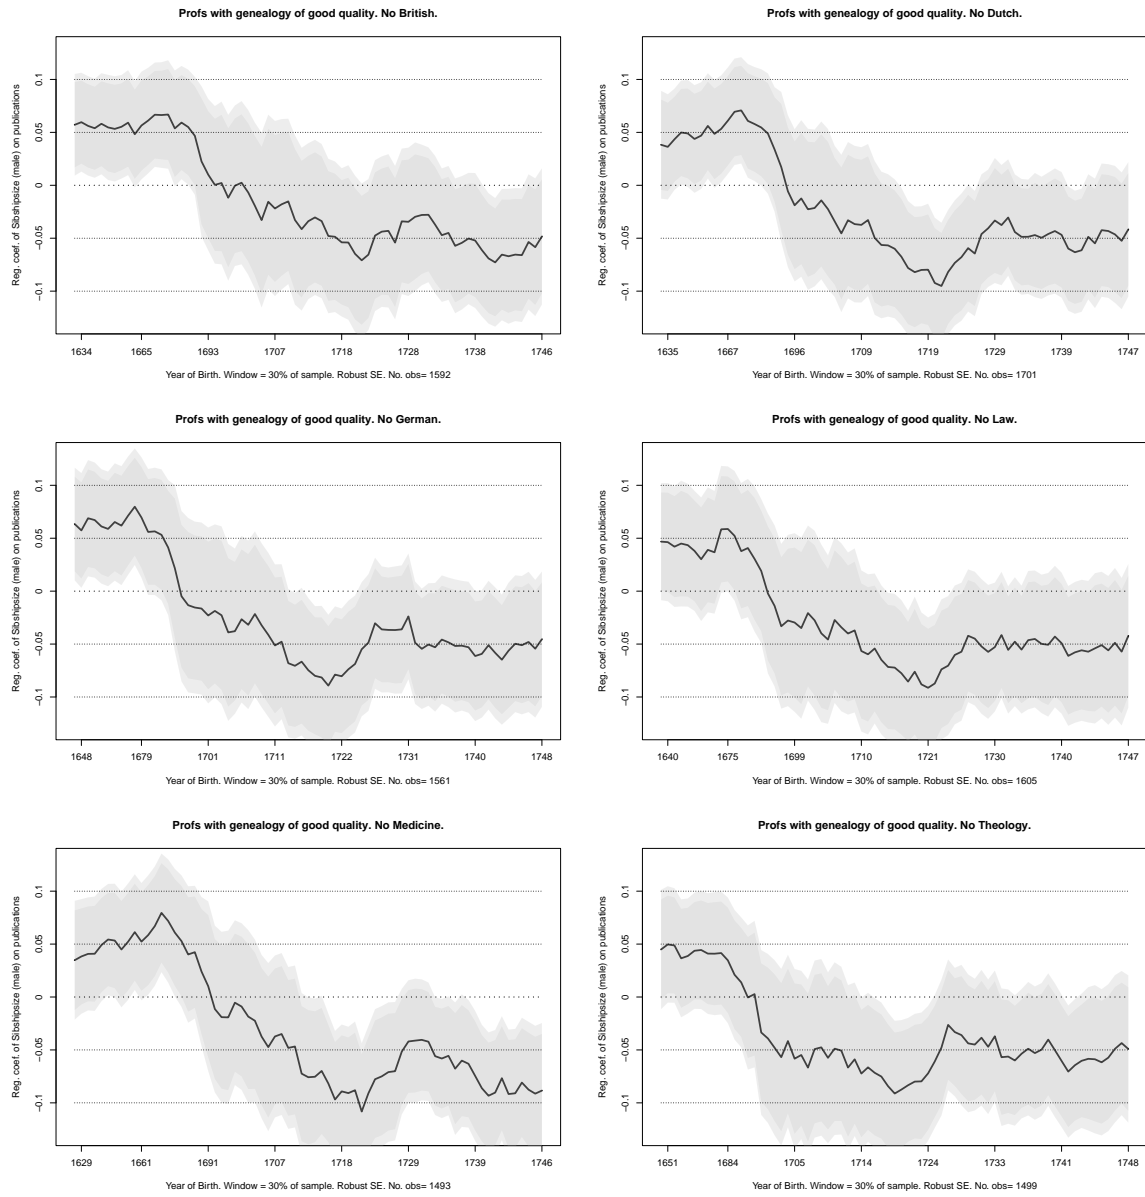 Profs with genealogy of good quality. No British.
Reg. coef. of Sibshipsize (male) on publications
0.1
0.05
0
−0.05
−0.1
1634 1665 1693 1707 1718 1728 1738 1746
Year of Birth. Window = 30% of sample. Robust SE. No. obs= 1592
Profs with genealogy of good quality. No Dutch.
Reg. coef. of Sibshipsize (male) on publications
0.1
0.05
0
−0.05
−0.1
1635 1667 1696 1709 1719 1729 1739 1747
Year of Birth. Window = 30% of sample. Robust SE. No. obs= 1701
Profs with genealogy of good quality. No German.
Reg. coef. of Sibshipsize (male) on publications
0.1
0.05
0
−0.05
−0.1
1648 1679 1701 1711 1722 1731 1740 1748
Year of Birth. Window = 30% of sample. Robust SE. No. obs= 1561
Profs with genealogy of good quality. No Law.
Reg. coef. of Sibshipsize (male) on publications
0.1
0.05
0
−0.05
−0.1
1640 1675 1699 1710 1721 1730 1740 1747
Year of Birth. Window = 30% of sample. Robust SE. No. obs= 1605
Profs with genealogy of good quality. No Medicine.
Reg. coef. of Sibshipsize (male) on publications
0.1
0.05
0
−0.05
−0.1
1629 1661 1691 1707 1718 1729 1739 1746
Year of Birth. Window = 30% of sample. Robust SE. No. obs= 1493
Profs with genealogy of good quality. No Theology.
Reg. coef. of Sibshipsize (male) on publications
0.1
0.05
0
−0.05
−0.1
1651 1684 1705 1714 1724 1733 1741 1748
Year of Birth. Window = 30% of sample. Robust SE. No. obs= 1499